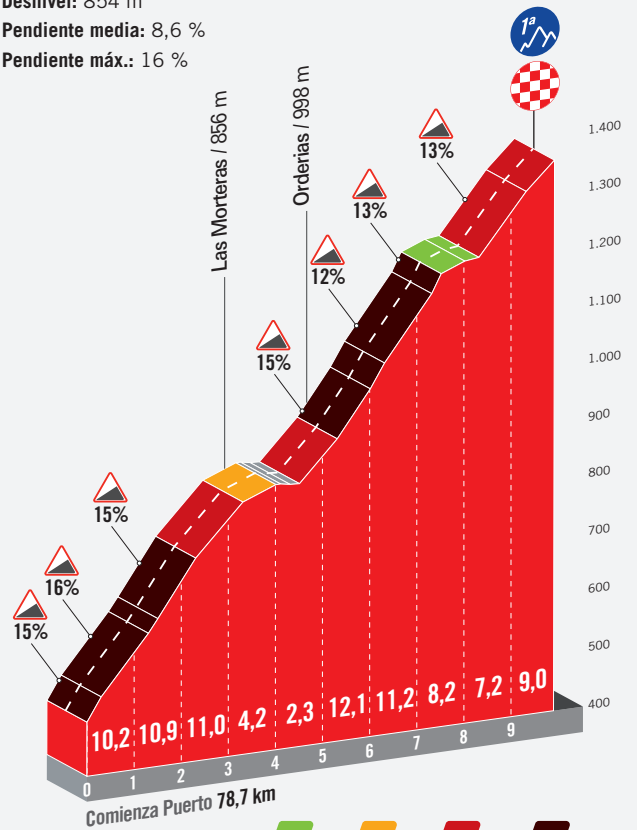 Desnivel: 854 m
Pendiente media: 8,6 %
Pendiente máx.: 16 %
1ª
Las Morteras / 856 m
Orderias / 998 m
13%
13%
12%
15%
15%
16%
15%
1.400
1.300
1.200
1.100
1.000
900
800
700
600
500
400
10,2 10,9 11,0 4,2 2,3 12,1 11,2 8,2 7,2 9,0
0 1 2 3 4 5 6 7 8 9
Comienza Puerto 78,7 km